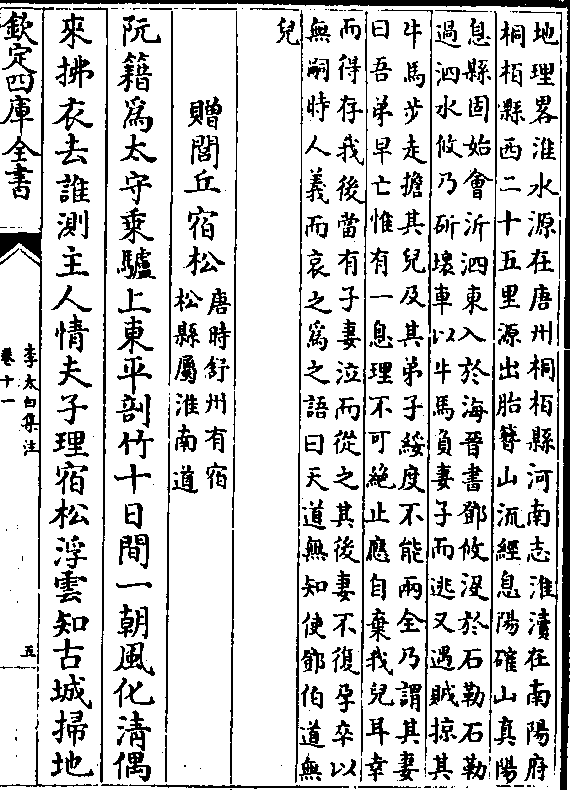 地理畧淮水源在唐州桐柏縣河南志淮瀆在南陽府
桐栢縣西二十五里源出胎簪山流經息陽確山真陽
息縣固始會沂泗東入於海晉書鄧攸沒於石勒石勒
過泗水攸乃斫壞車以牛馬負妻子而逃又遇賊掠其
牛馬步走擔其兒及其弟子綏度不能兩全乃謂其妻
曰吾弟早亡惟有一息理不可絶止應自棄我兒耳幸
而得存我後當有子妻泣而從之其後妻不復孕卒以
無嗣時人義而哀之為之語曰天道無知使鄧伯道無
兒
贈閭丘宿松
唐時舒州有宿
松縣屬淮南道
阮籍為太守乘驢上東平剖竹十日間一朝風化清偶
來拂衣去誰測主人情夫子理宿松浮雲知古城掃地
欽定四庫全書
李太白集注
卷十一
五